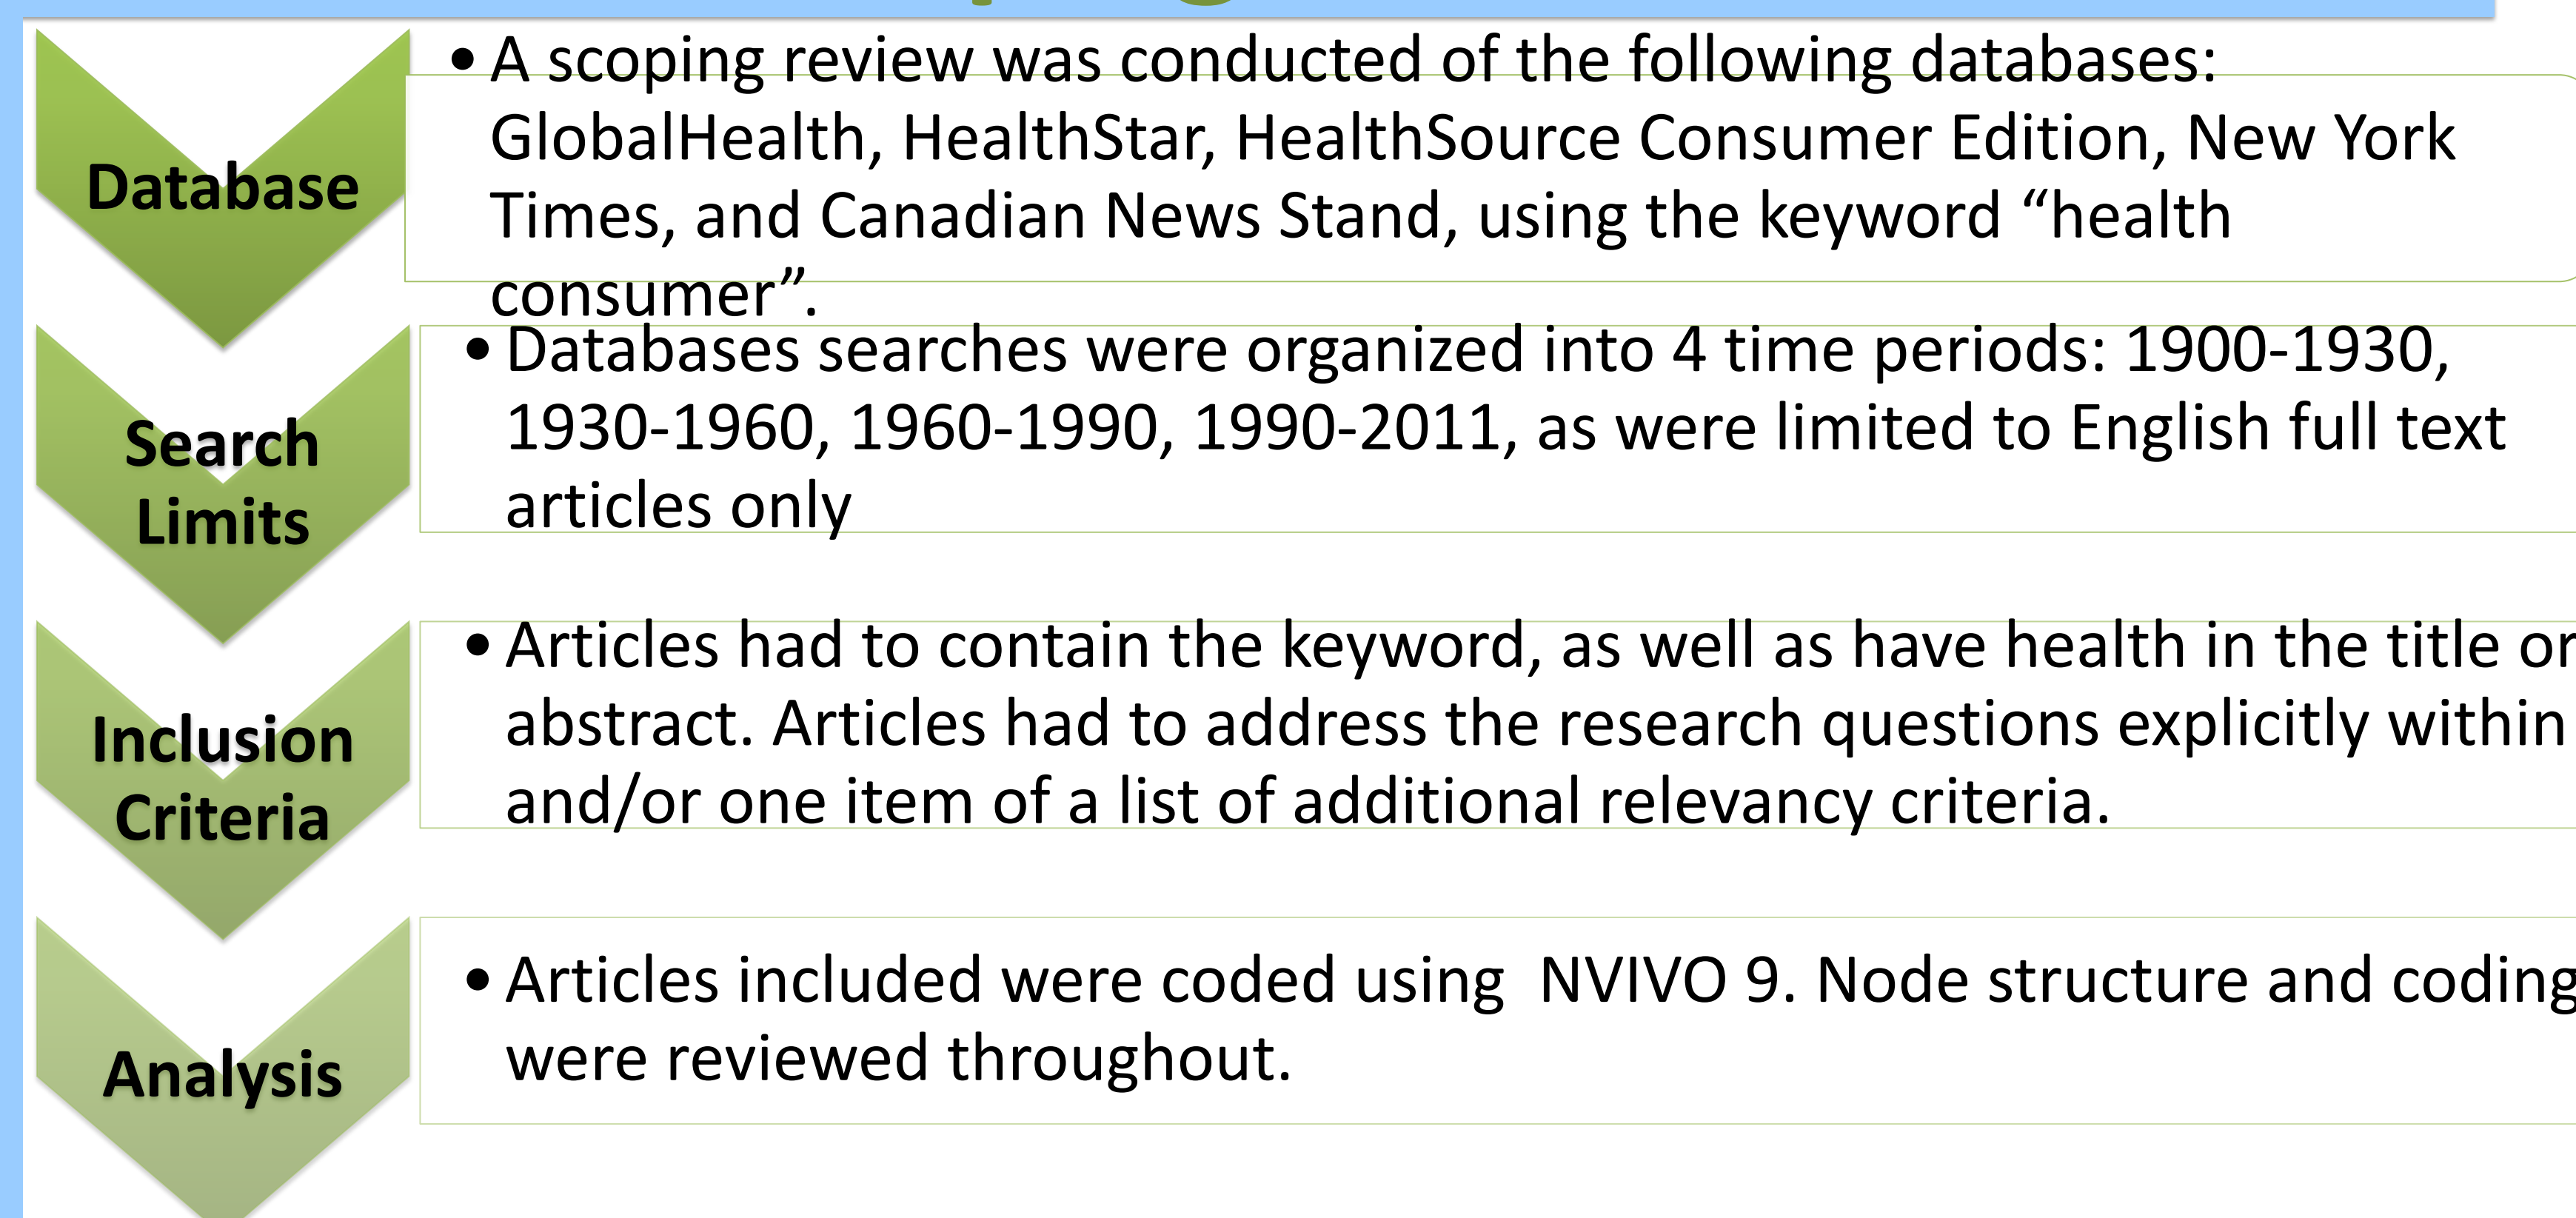 Database
• A scoping review was conducted of the following databases:
GlobalHealth, HealthStar, HealthSource Consumer Edition, New York
Times, and Canadian News Stand, using the keyword “health
consumer”.
Search
Limits
• Databases searches were organized into 4 time periods: 1900-1930,
1930-1960, 1960-1990, 1990-2011, as were limited to English full text
articles only
Inclusion
Criteria
• Articles had to contain the keyword, as well as have health in the title or
abstract. Articles had to address the research questions explicitly within
and/or one item of a list of additional relevancy criteria.
Analysis
• Articles included were coded using  NVIVO 9. Node structure and coding
were reviewed throughout.